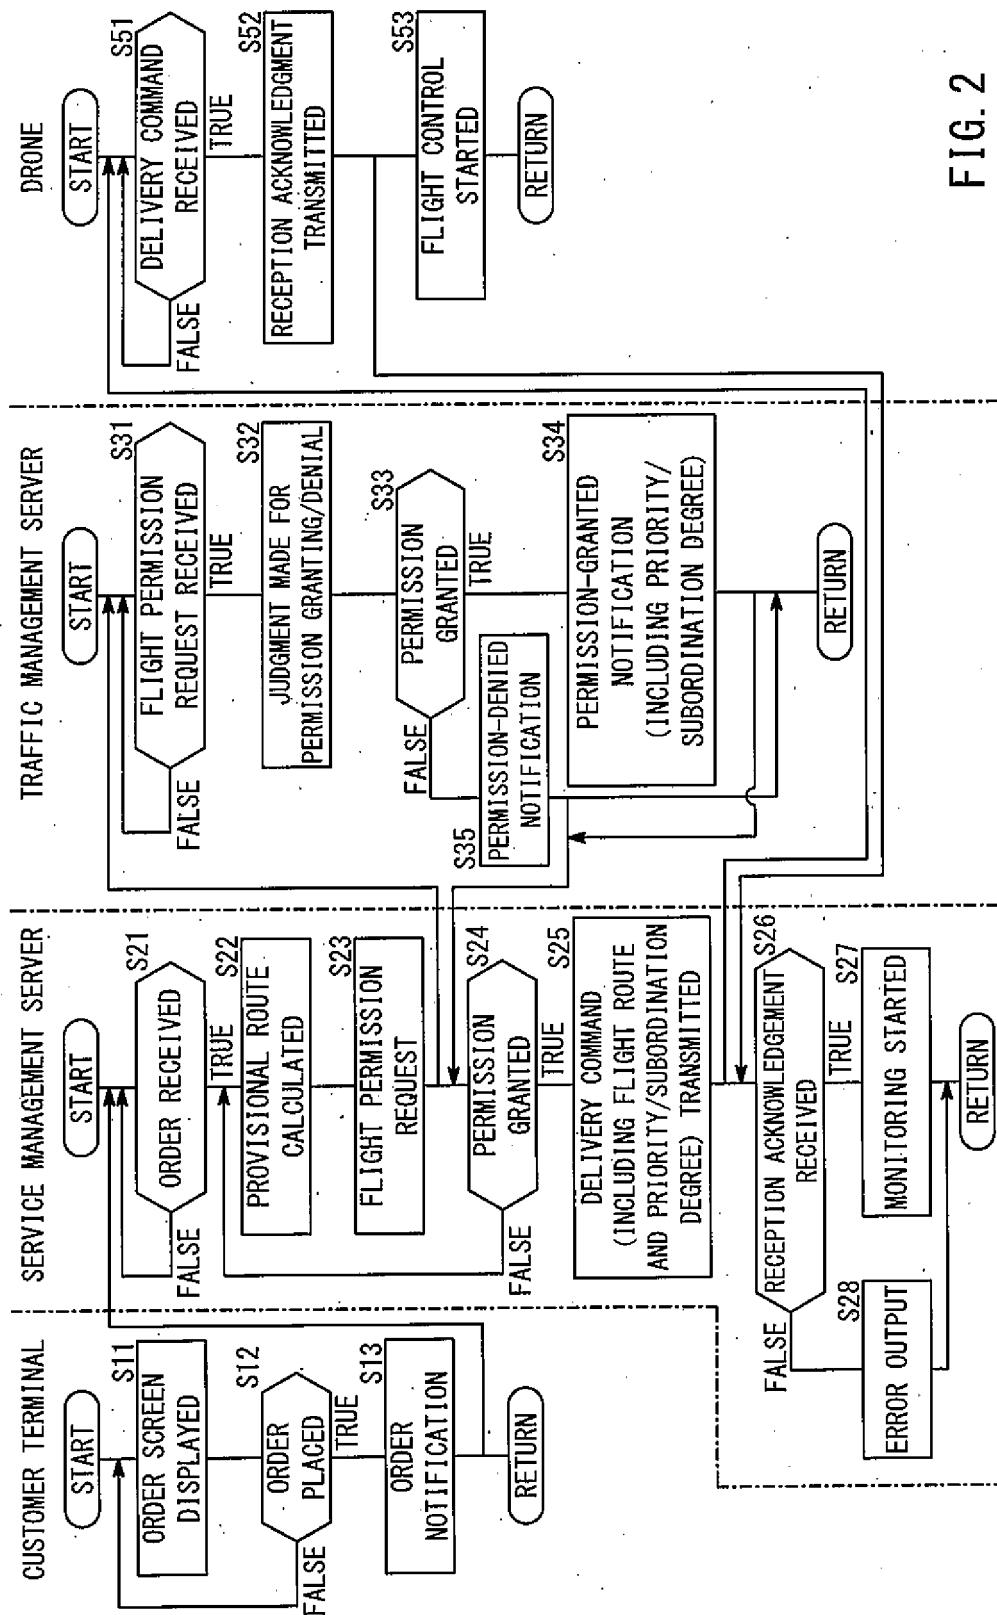 CUSTOMER TERMINAL
START
S11
ORDER SCREEN
DISPLAYED
S12
ORDER
PLACED
FALSE
TRUE
S13
ORDER
NOTIFICATION
RETURN
SERVICE MANAGEMENT SERVER
START
S21
ORDER RECEIVED
FALSE
TRUE
S22
PROVISIONAL ROUTE
CALCULATED
S23
FLIGHT PERMISSION
REQUEST
S24
PERMISSION
GRANTED
FALSE
TRUE
S25
DELIVERY COMMAND
(INCLUDING FLIGHT ROUTE
AND PRIORITY/SUBORDINATION
DEGREE) TRANSMITTED
S26
RECEPTION ACKNOWLEDGEMENT
RECEIVED
FALSE
TRUE
S28
ERROR OUTPUT
S27
MONITORING STARTED
RETURN
TRAFFIC MANAGEMENT SERVER
START
S31
FLIGHT PERMISSION
REQUEST RECEIVED
FALSE
TRUE
S32
JUDGMENT MADE FOR
PERMISSION GRANTING/DENIAL
S33
PERMISSION
GRANTED
FALSE
TRUE
S35
PERMISSION-DENIED
NOTIFICATION
S34
PERMISSION-GRANTED
NOTIFICATION
(INCLUDING PRIORITY/
SUBORDINATION DEGREE)
RETURN
DRONE
START
S51
DELIVERY COMMAND
RECEIVED
FALSE
TRUE
S52
RECEPTION ACKNOWLEDGMENT
TRANSMITTED
S53
FLIGHT CONTROL
STARTED
RETURN
FIG. 2